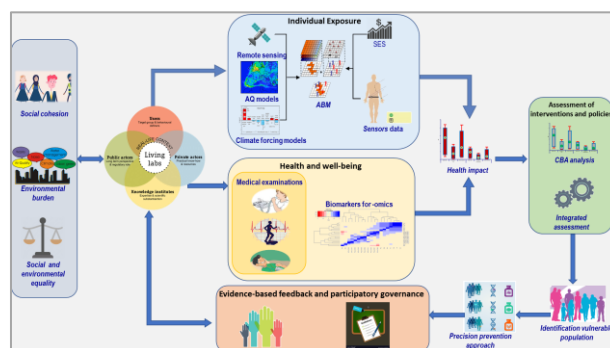 Social cohesion
Environmental
burden
Social and
environmental
equality
Users
Public actors
Private actors
Living
labs
Knowledge institutes
Individual Exposure
Remote sensing
AQ models
Climate forcing models
ABM
SES
Sensors data
Health and well-being
Medical examinations
Biomarkers for -omics
Health impact
Assessment of
interventions and policies
CBA analysis
Integrated
assessment
Identification vulnerable
population
Precision prevention
approach
Evidence-based feedback and participatory governance